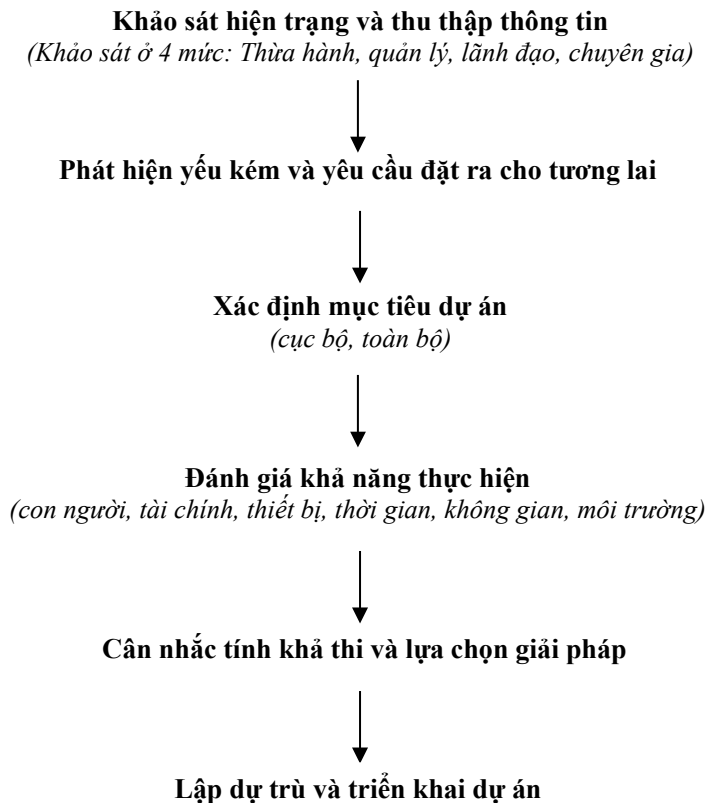 Khảo sát hiện trạng và thu thập thông tin
(Khảo sát ở 4 mức: Thừa hành, quản lý, lãnh đạo, chuyên gia)
Phát hiện yếu kém và yêu cầu đặt ra cho tương lai
Xác định mục tiêu dự án
(cục bộ, toàn bộ)
Đánh giá khả năng thực hiện
(con người, tài chính, thiết bị, thời gian, không gian, môi trường)
Cân nhắc tính khả thi và lựa chọn giải pháp
Lập dự trù và triển khai dự án